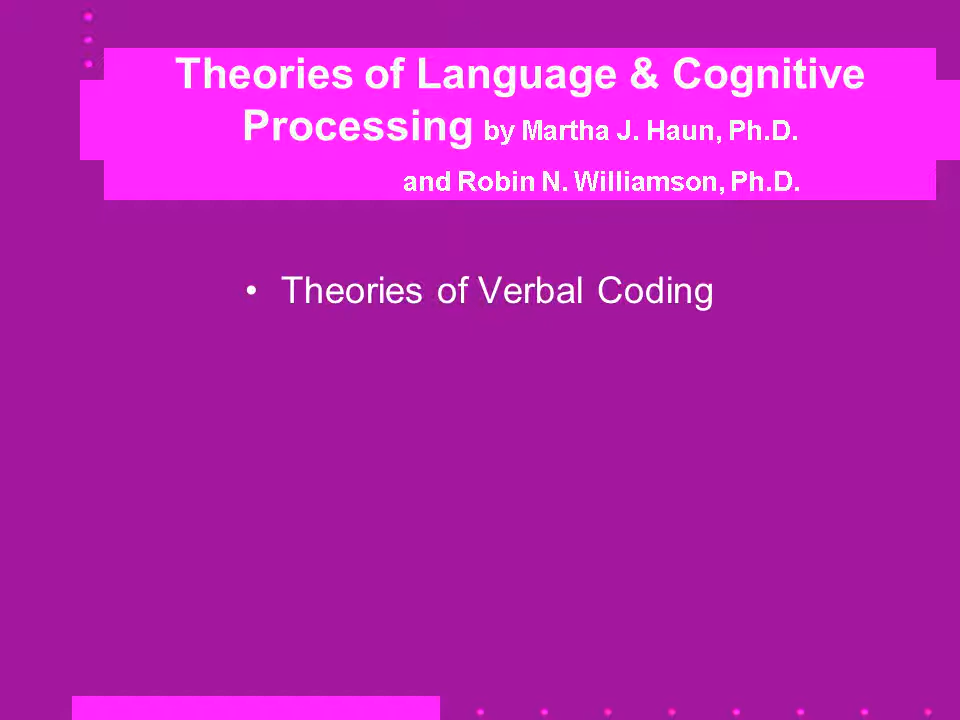 Theories of Language & Cognitive
Processing by Martha J. Haun, Ph.D.
and Robin N. Williamson, Ph.D.
• Theories of Verbal Coding